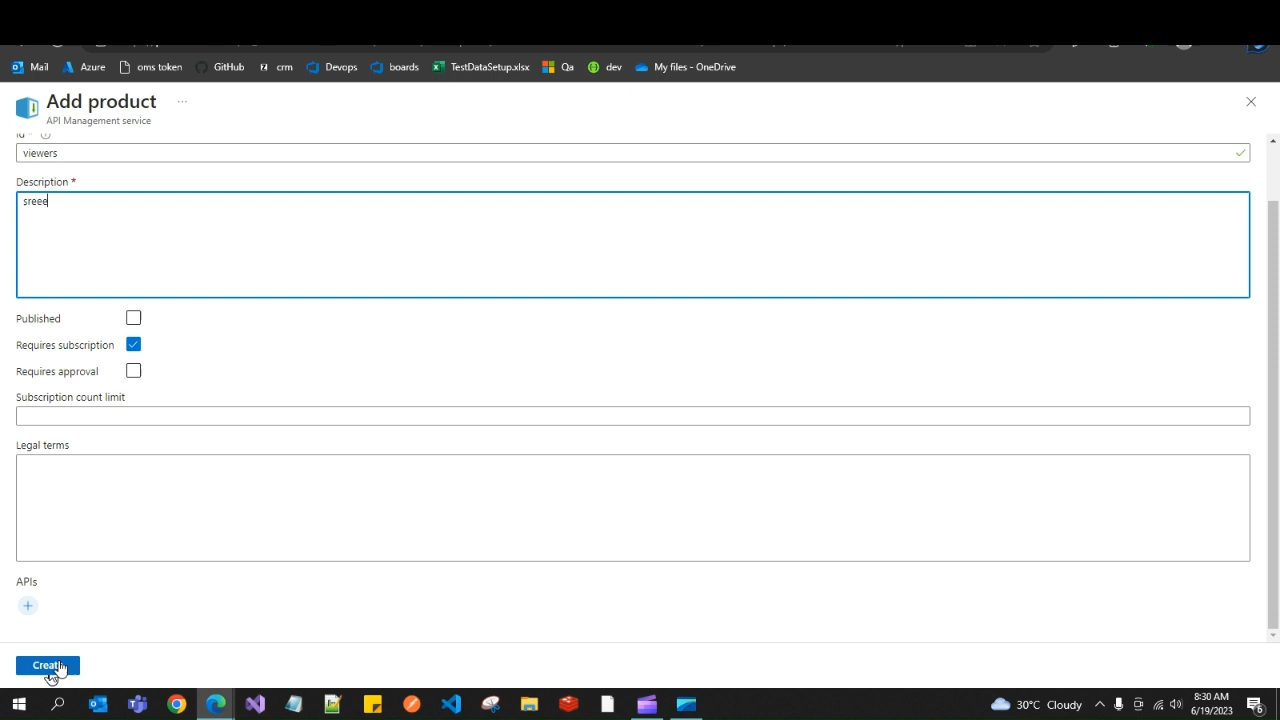 Mail Azure oms token GitHub crm Devops boards TestDataSetup.xlsx Qa dev My files - OneDrive
Add product ...
API Management service
viewers
Description *
sreee
Published
Requires subscription
Requires approval
Subscription count limit
Legal terms
APIs
Create
30°C Cloudy
8:30 AM
6/19/2023
6